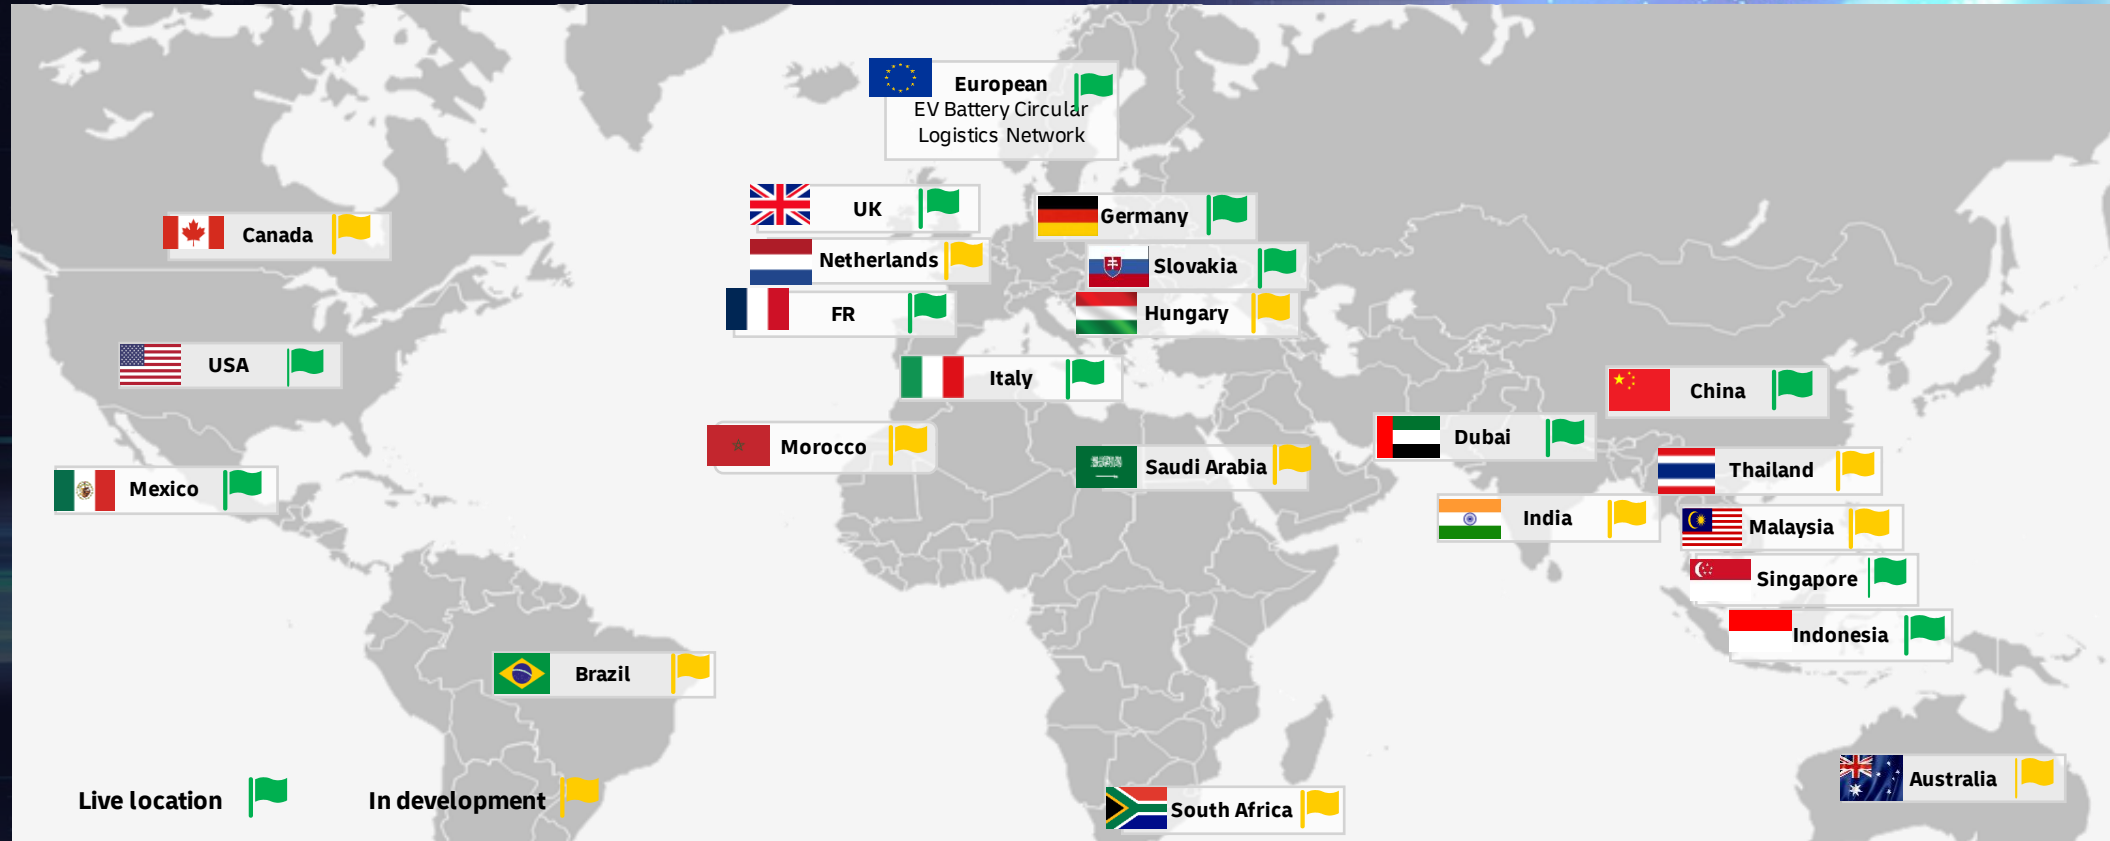 European
EV Battery Circular
Logistics Network
UK
Germany
Canada
Netherlands
Slovakia
FR
Hungary
USA
Italy
China
Dubai
Morocco
Saudi Arabia
Thailand
Mexico
India
Malaysia
Singapore
Indonesia
Brazil
Australia
Live location
In development
South Africa